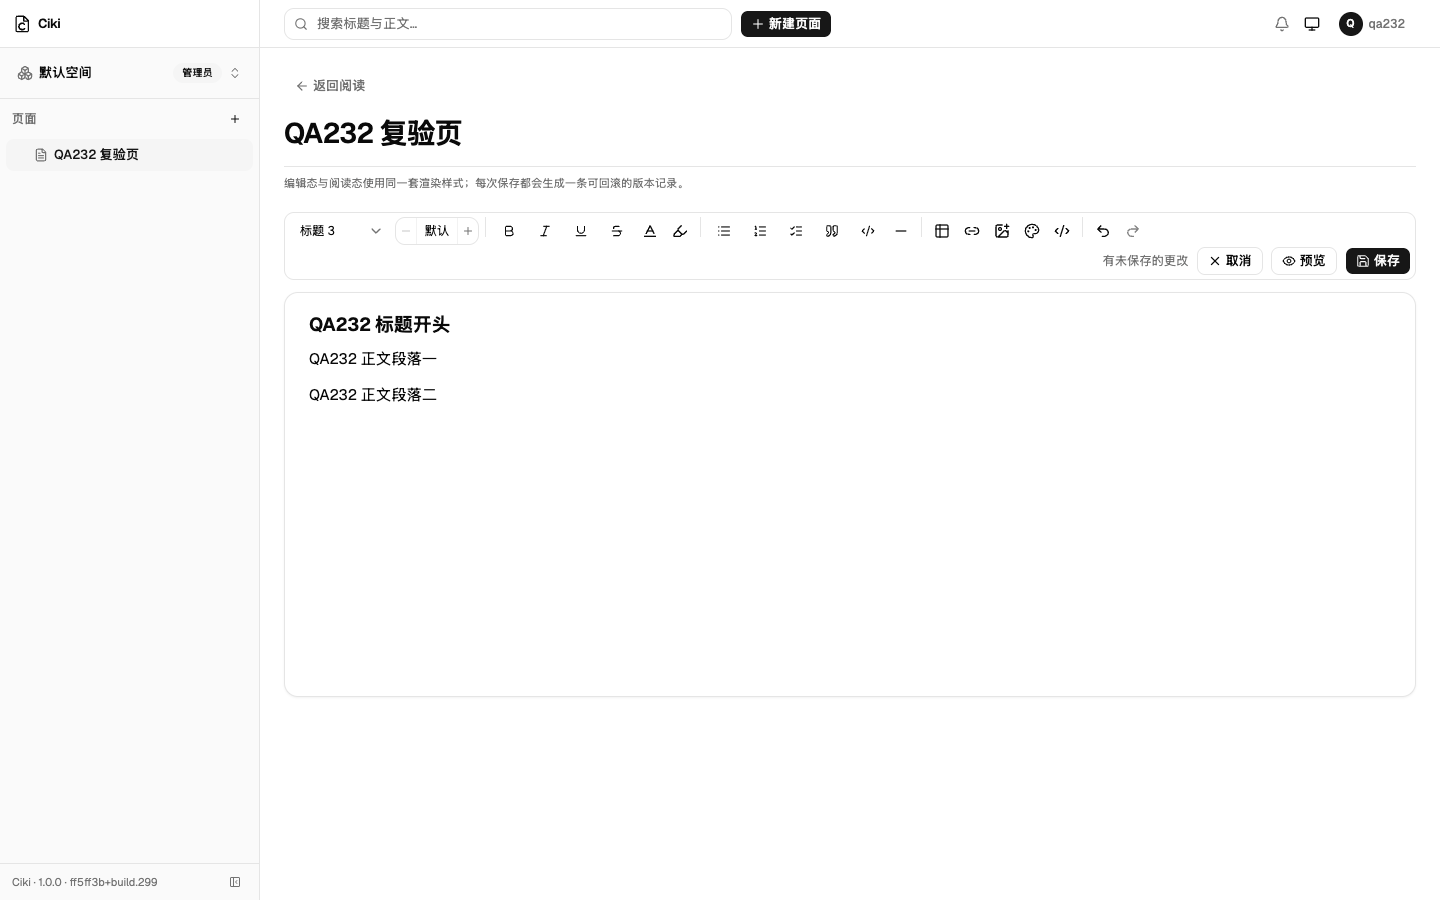 Ciki
搜索标题与正文...
新建页面
Q
qa232
默认空间
管理员
返回阅读
页面
QA232 复验页
QA232 复验页
编辑态与阅读态使用同一套渲染样式；每次保存都会生成一条可回滚的版本记录。
标题 3
默认
有未保存的更改
取消
预览
保存
QA232 标题开头
QA232 正文段落一
QA232 正文段落二
Ciki · 1.0.0 · ff5ff3b+build.299